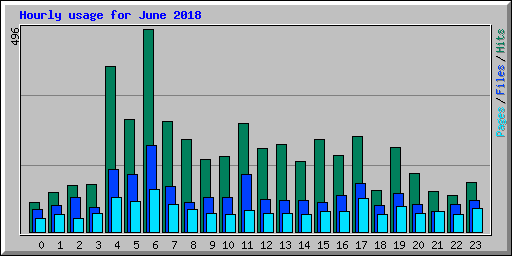 Hourly usage for June 2018
496
Pages / Files / Hits
0 1 2 3 4 5 6 7 8 9 10 11 12 13 14 15 16 17 18 19 20 21 22 23